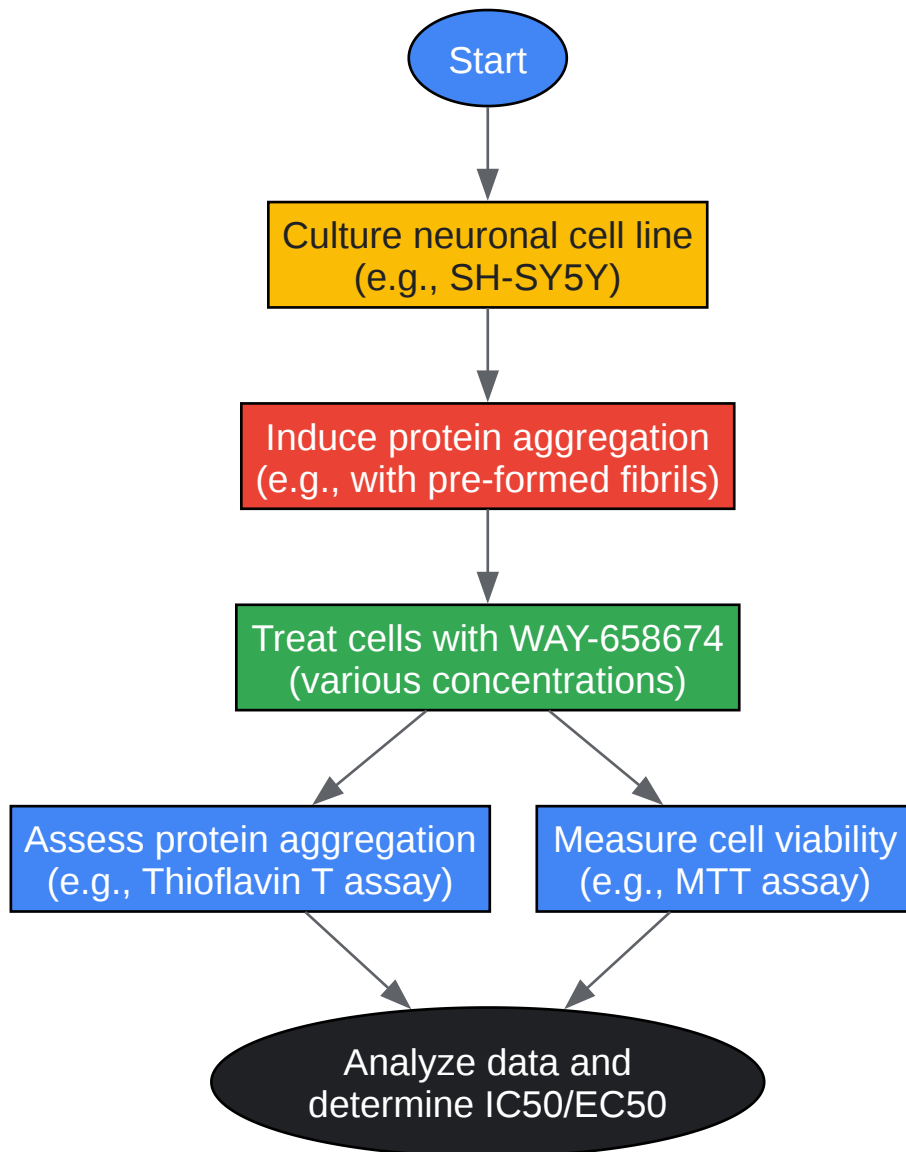 Start
Culture neuronal cell line
(e.g., SH-SY5Y)
Induce protein aggregation
(e.g., with pre-formed fibrils)
Treat cells with WAY-658674
(various concentrations)
Assess protein aggregation
(e.g., Thioflavin T assay)
Measure cell viability
(e.g., MTT assay)
Analyze data and
determine IC50/EC50